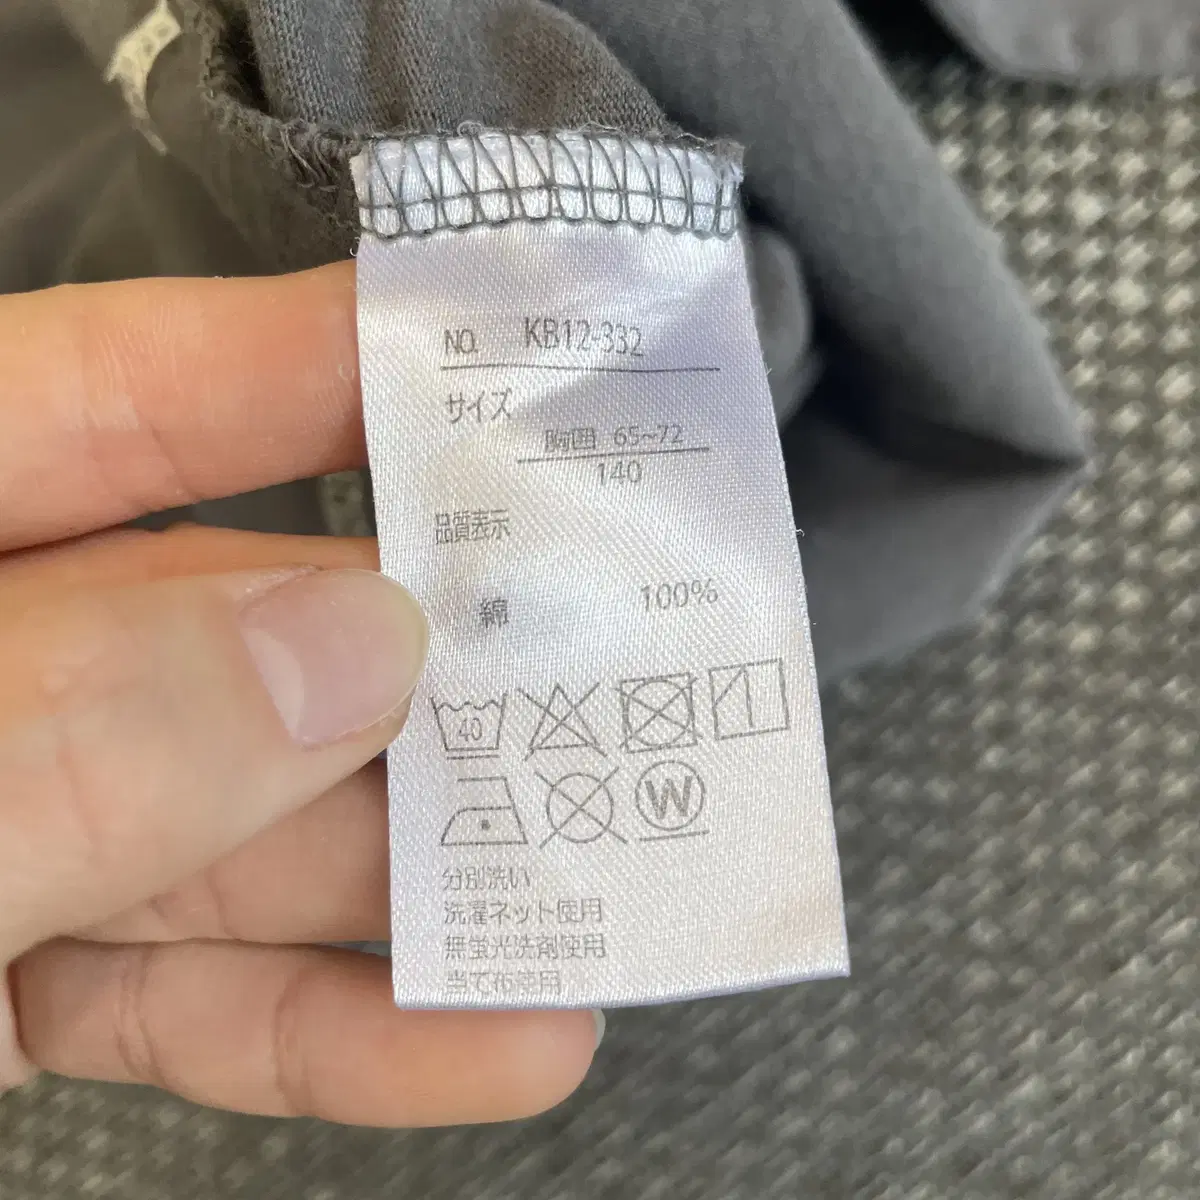 NO. KB12-332
サイズ
胸囲 65~72
140
品質表示
綿 100%
40
W
分別洗い
洗濯ネット使用
無蛍光洗剤使用
当て布使用